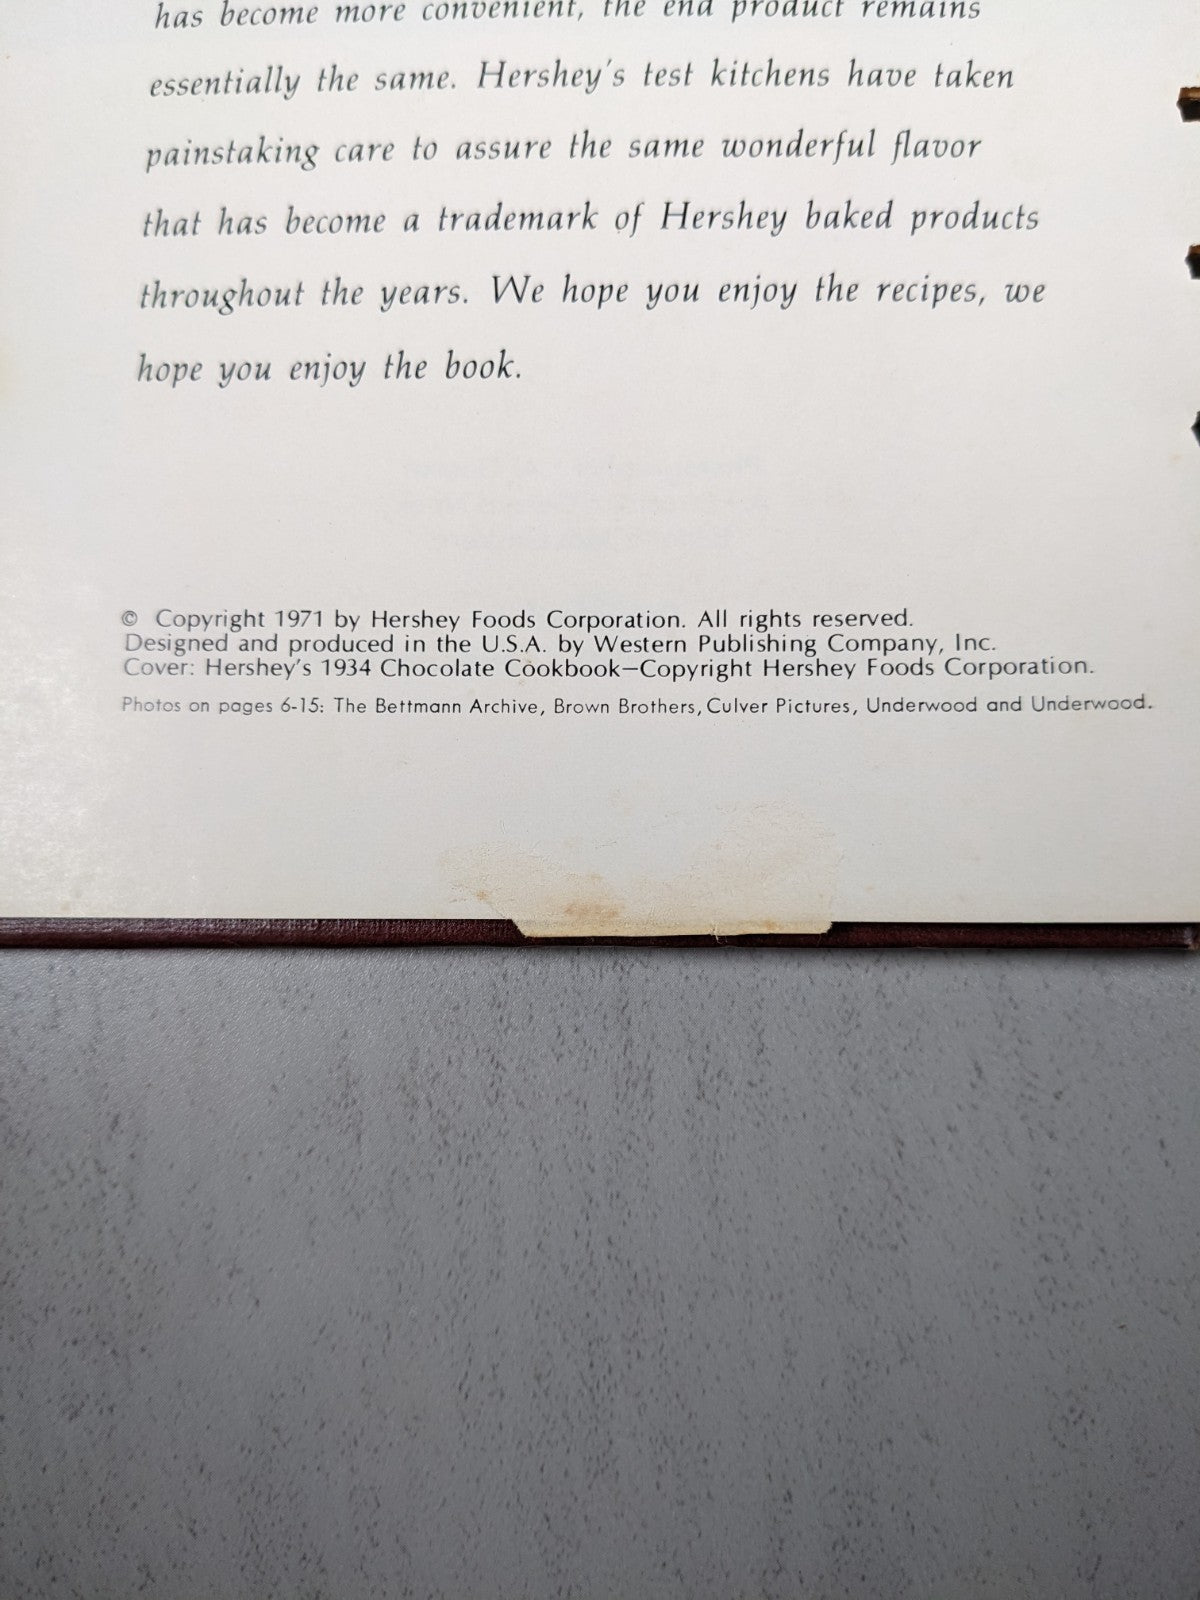 has become more convenient, the end product remains
essentially the same. Hershey's test kitchens have taken
painstaking care to assure the same wonderful flavor
that has become a trademark of Hershey baked products
throughout the years. We hope you enjoy the recipes, we
hope you enjoy the book.
© Copyright 1971 by Hershey Foods Corporation. All rights reserved.
Designed and produced in the U.S.A. by Western Publishing Company, Inc.
Cover: Hershey's 1934 Chocolate Cookbook—Copyright Hershey Foods Corporation.
Photos on pages 6-15: The Bettmann Archive, Brown Brothers, Culver Pictures, Underwood and Underwood.